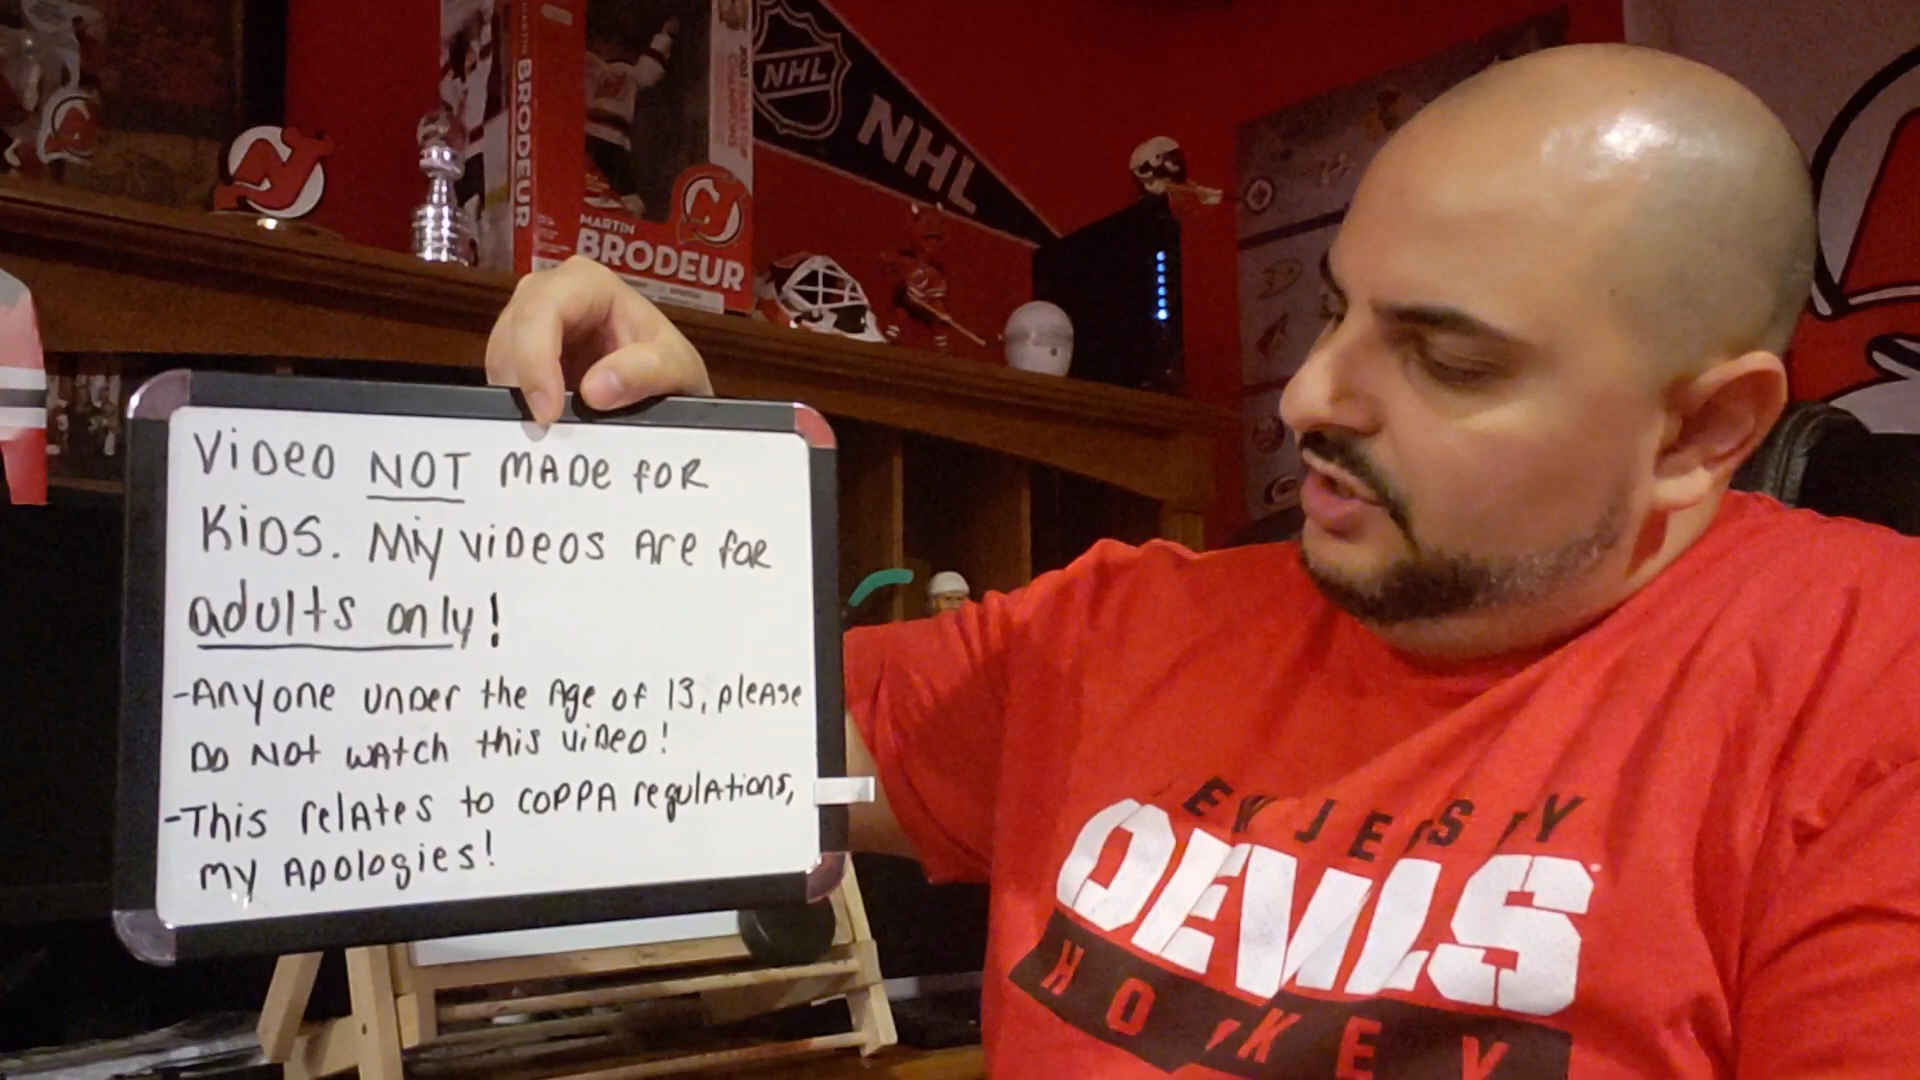 BRODEUR
MARTIN
BRODEUR
NHL
NHL
VIDEO NOT MADE FOR
KIDS. MY VIDEOS ARE FOR
adults only!
-Anyone under the Age of 13, please
Do Not watch this video!
-This relates to COPPA regulations,
my Apologies!
EY JERSEY
DEVILS
HOCKEY